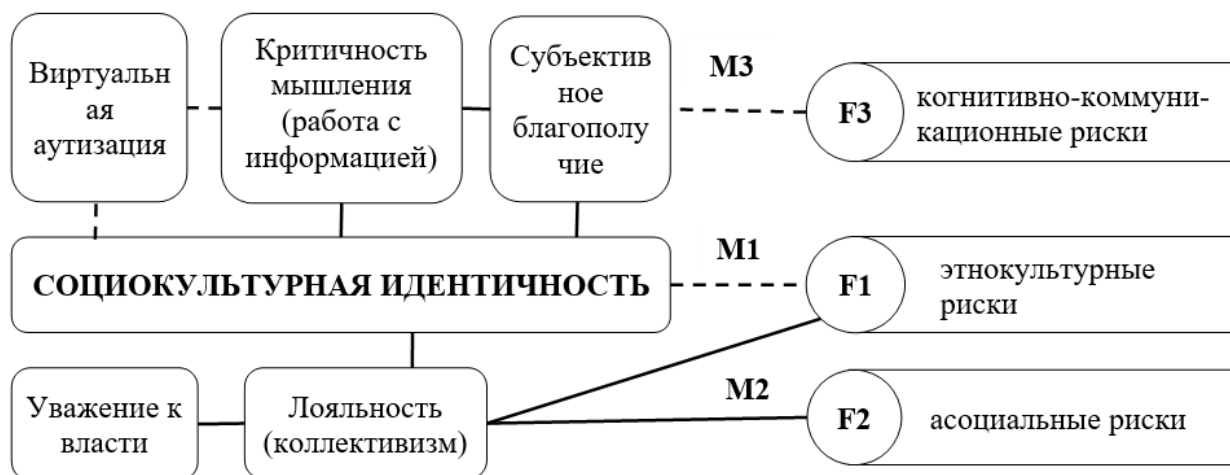 Виртуальн
ая
аутизация
Критичность
мышления
(работа с
информацией)
Субъектив
ное
благополу
чие
М3
F3
когнитивно-коммуни-
кационные риски
СОЦИОКУЛЬТУРНАЯ ИДЕНТИЧНОСТЬ
М1
F1
этнокультурные
риски
Уважение к
власти
Лояльность
(коллективизм)
М2
F2
асоциальные риски